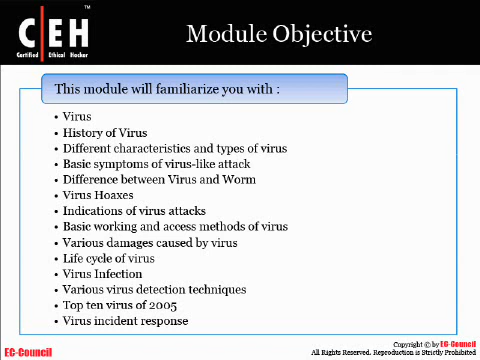 C|EH ™
Certified Ethical Hacker
Module Objective
This module will familiarize you with :
• Virus
• History of Virus
• Different characteristics and types of virus
• Basic symptoms of virus-like attack
• Difference between Virus and Worm
• Virus Hoaxes
• Indications of virus attacks
• Basic working and access methods of virus
• Various damages caused by virus
• Life cycle of virus
• Virus Infection
• Various virus detection techniques
• Top ten virus of 2005
• Virus incident response
EC-Council
Copyright © by EC-Council
All Rights Reserved. Reproduction is Strictly Prohibited